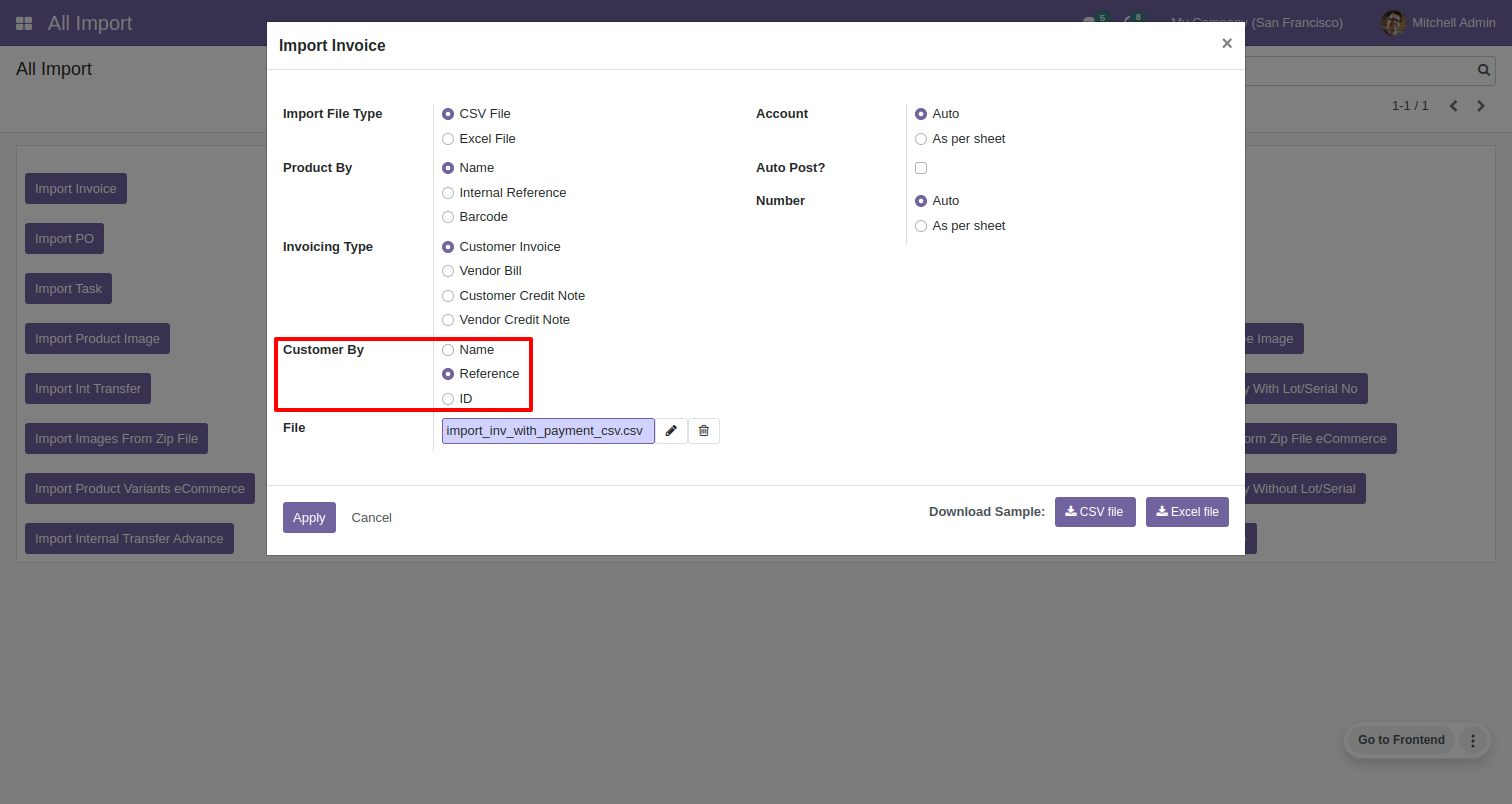 All Import
5
8
My Company (San Francisco)
Mitchell Admin
All Import
1-1 / 1
Import Invoice
Import PO
Import Task
Import Product Image
Import Int Transfer
Import Images From Zip File
Import Product Variants eCommerce
Import Internal Transfer Advance
Import Invoice
×
Import File Type
CSV File
Excel File
Product By
Name
Internal Reference
Barcode
Invoicing Type
Customer Invoice
Vendor Bill
Customer Credit Note
Vendor Credit Note
Customer By
Name
Reference
ID
File
import_inv_with_payment_csv.csv
Account
Auto
As per sheet
Auto Post?
Number
Auto
As per sheet
Apply
Cancel
Download Sample:
CSV file
Excel file
Image
With Lot/Serial No
Zip File eCommerce
Without Lot/Serial
Go to Frontend